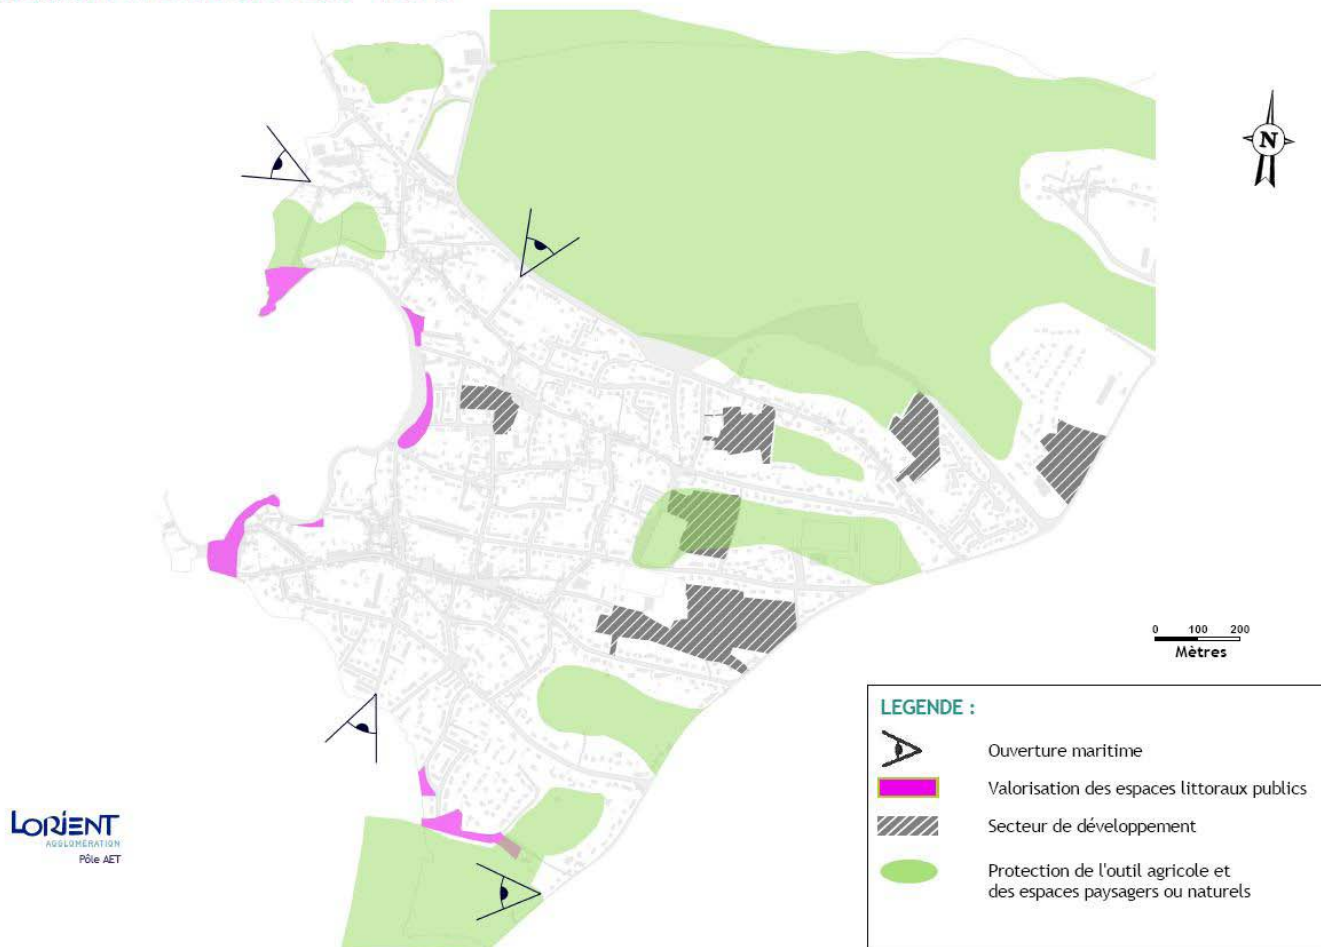 N
0 100 200
Mètres
LEGENDE :
Ouverture maritime
Valorisation des espaces littoraux publics
Secteur de développement
Protection de l'outil agricole et
des espaces paysagers ou naturels
LORIENT
AGGLOMÉRATION
Pôle AET